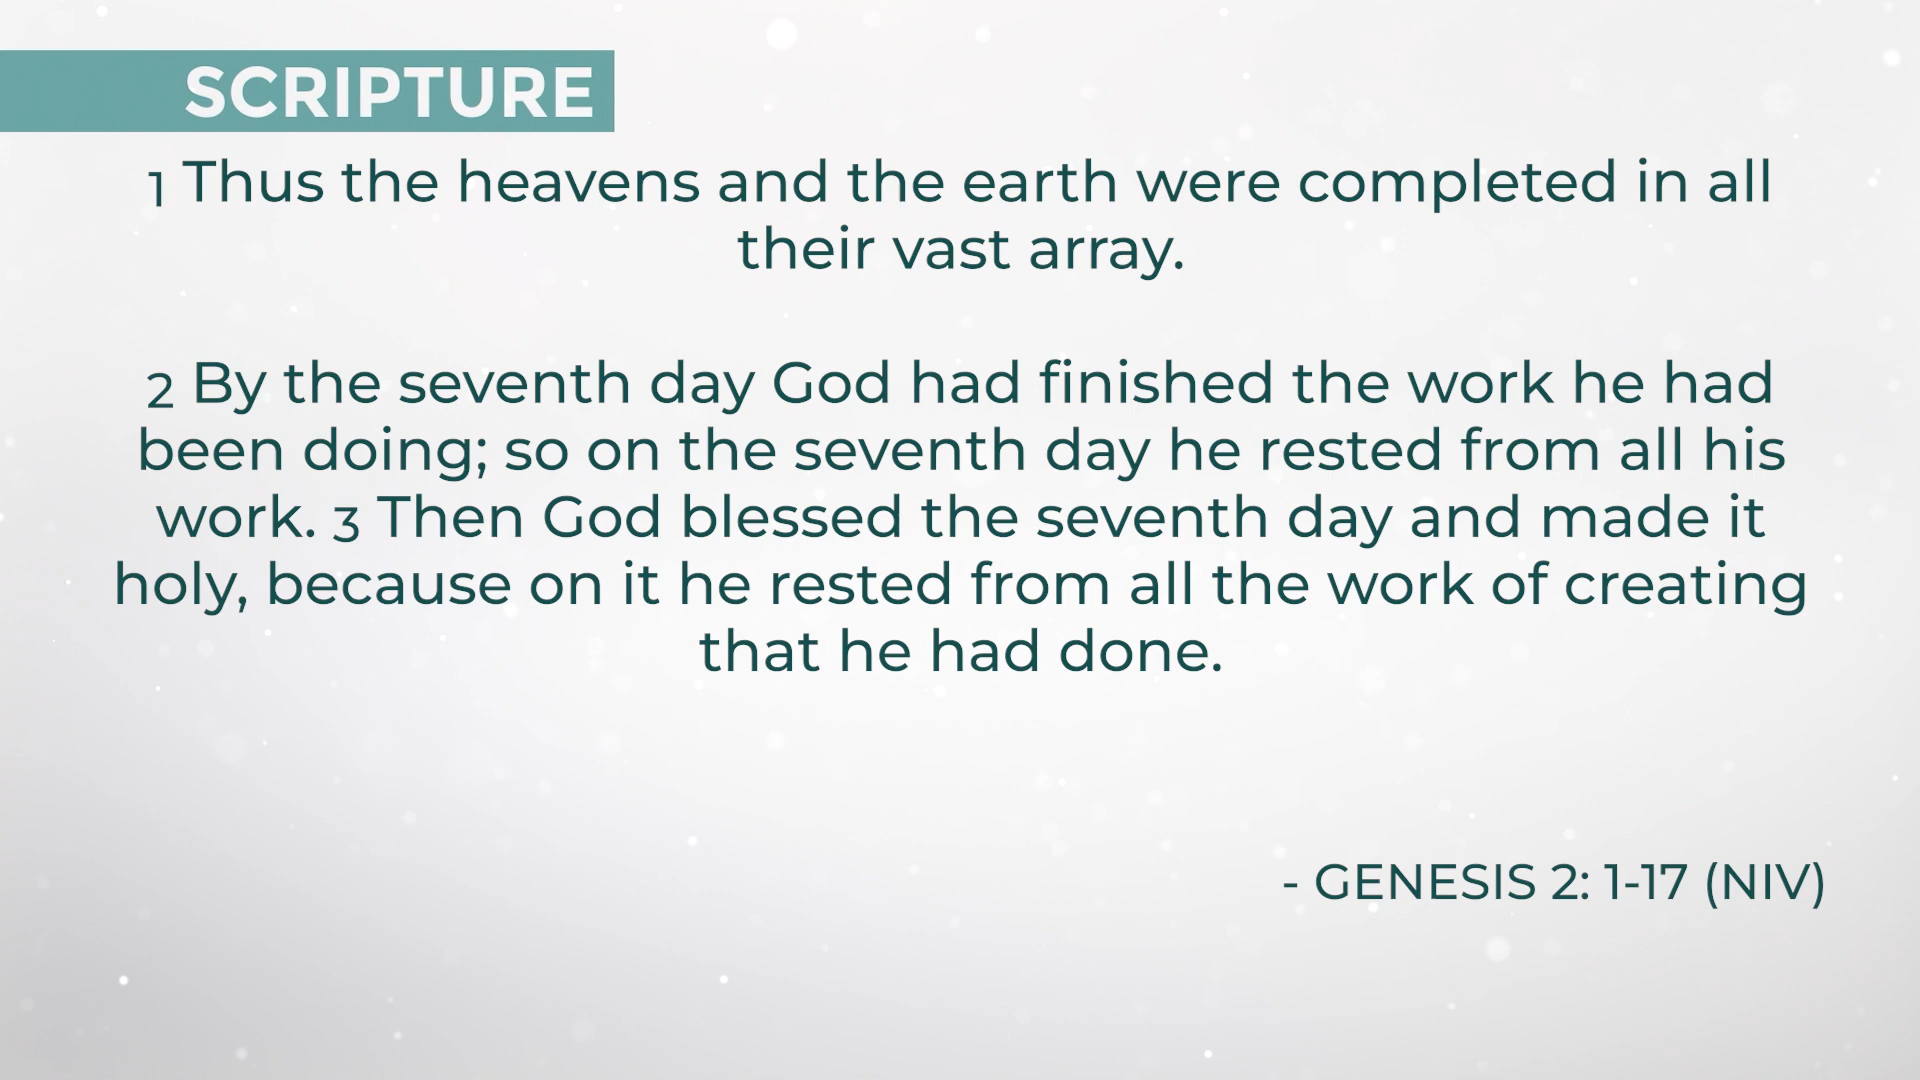 SCRIPTURE
1 Thus the heavens and the earth were completed in all
their vast array.
2 By the seventh day God had finished the work he had
been doing; so on the seventh day he rested from all his
work. 3 Then God blessed the seventh day and made it
holy, because on it he rested from all the work of creating
that he had done.
- GENESIS 2: 1-17 (NIV)